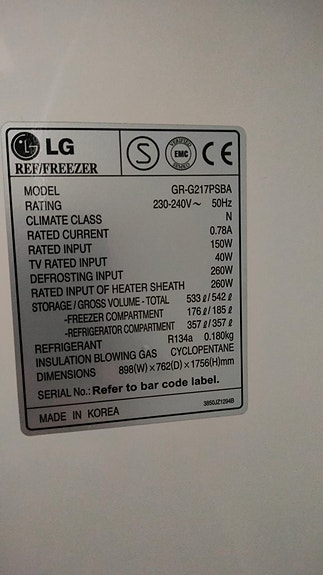 LG
REF/FREEZER
S
EMC
CE
MODEL GR-G217PSBA
RATING 230-240V~ 50Hz
CLIMATE CLASS N
RATED CURRENT 0.78A
RATED INPUT 150W
TV RATED INPUT 40W
DEFROSTING INPUT 260W
RATED INPUT OF HEATER SHEATH 260W
STORAGE / GROSS VOLUME - TOTAL 533 ℓ / 542 ℓ
-FREEZER COMPARTMENT 176 ℓ / 185 ℓ
-REFRIGERATOR COMPARTMENT 357 ℓ / 357 ℓ
REFRIGERANT R134a 0.180kg
INSULATION BLOWING GAS CYCLOPENTANE
DIMENSIONS 898(W)×762(D)×1756(H)mm
SERIAL No.: Refer to bar code label.
MADE IN KOREA 3850JZ1294B